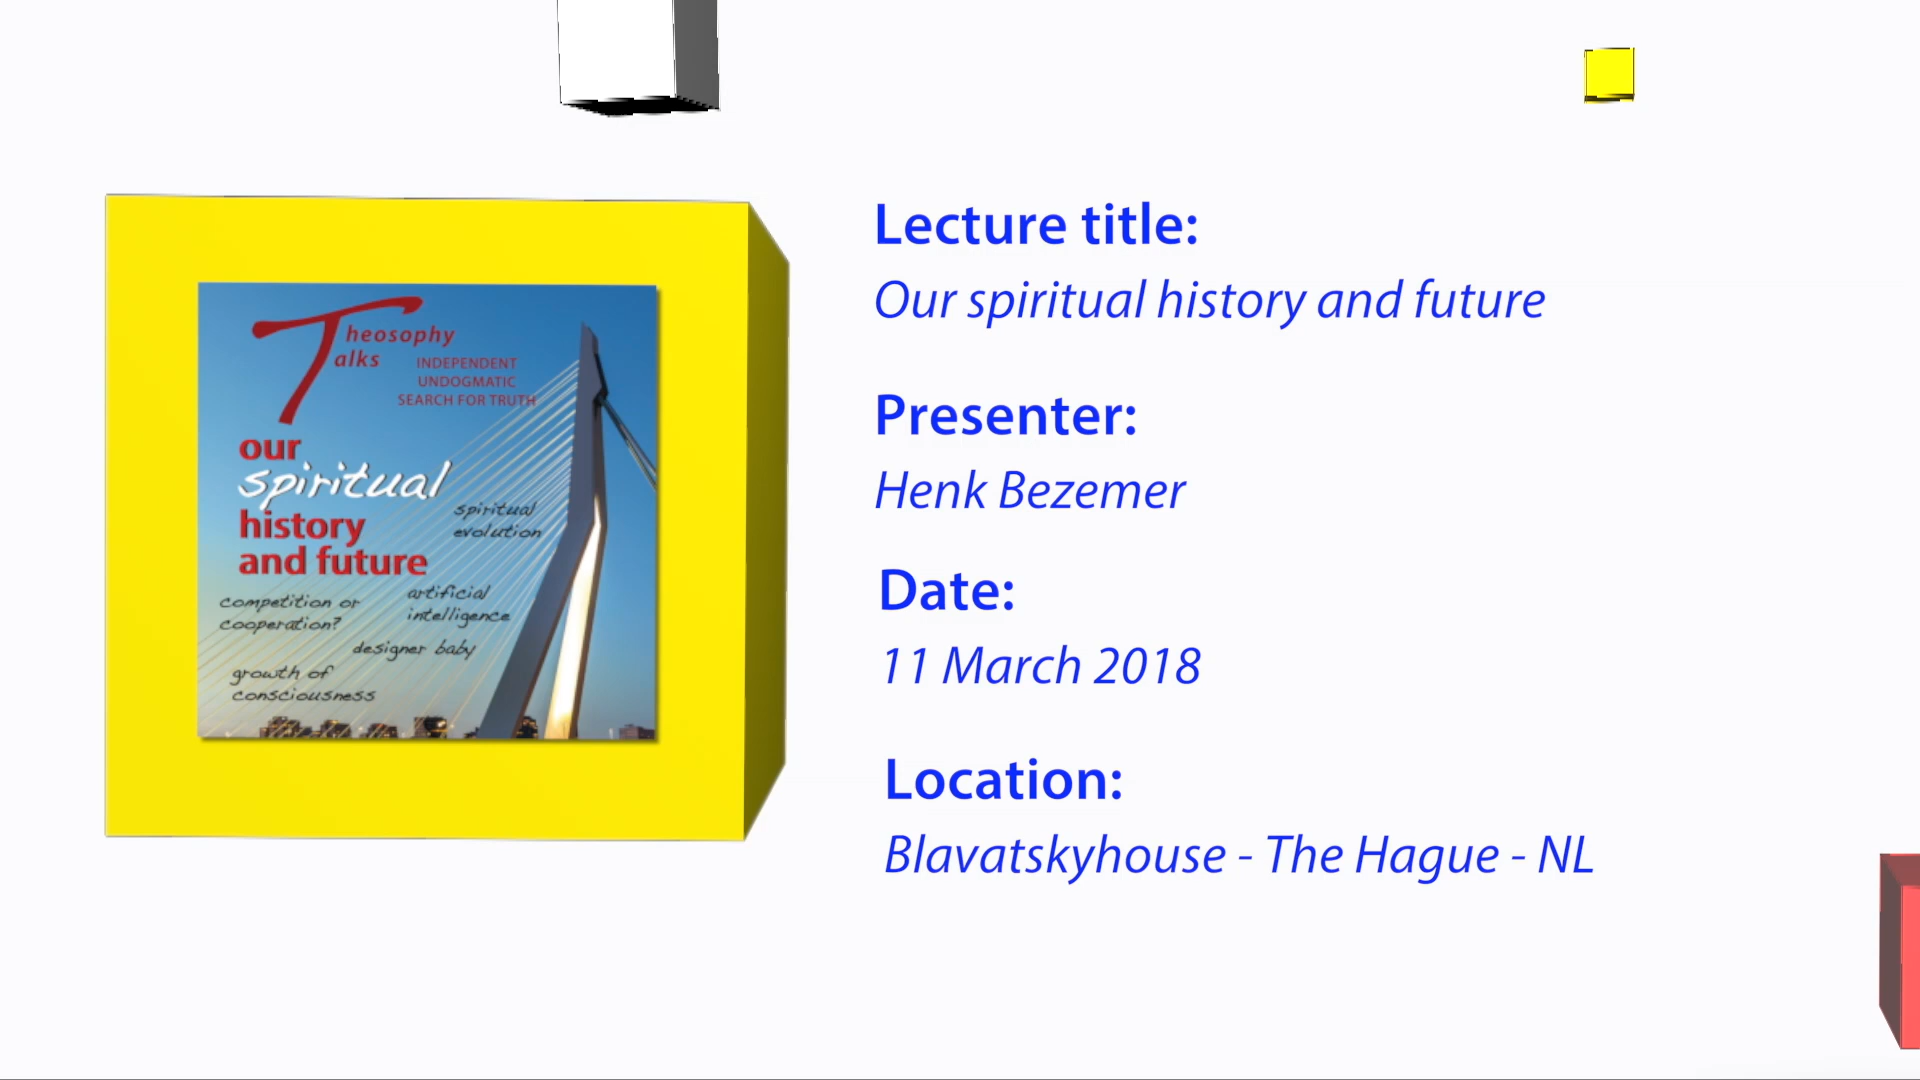 Theosophy
Talks
INDEPENDENT
UNDOGMATIC
SEARCH FOR TRUTH
our
spiritual
history
and future
spiritual
evolution
artificial
intelligence
competition or
cooperation?
designer baby
growth of
consciousness
Lecture title:
Our spiritual history and future
Presenter:
Henk Bezemer
Date:
11 March 2018
Location:
Blavatskyhouse - The Hague - NL